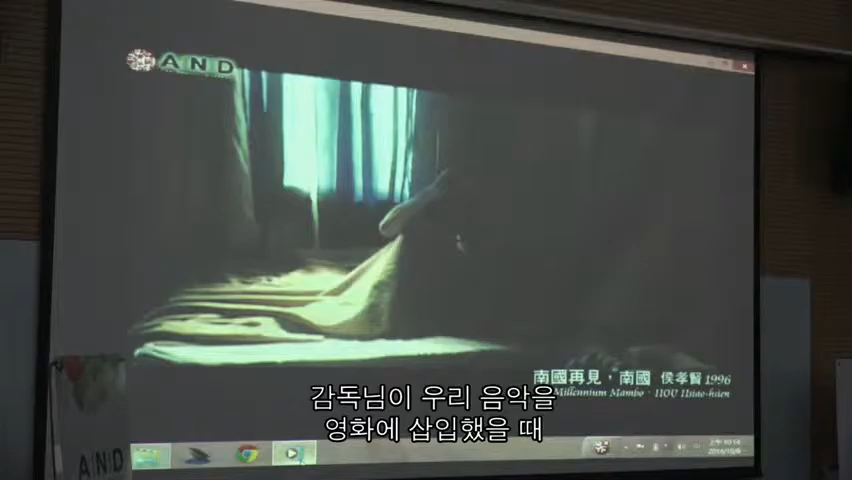 AND
南國再見，南國 侯孝賢 1996
Millennium Mambo，HOU Hsiao-hsien
감독님이 우리 음악을
영화에 삽입했을 때
AND